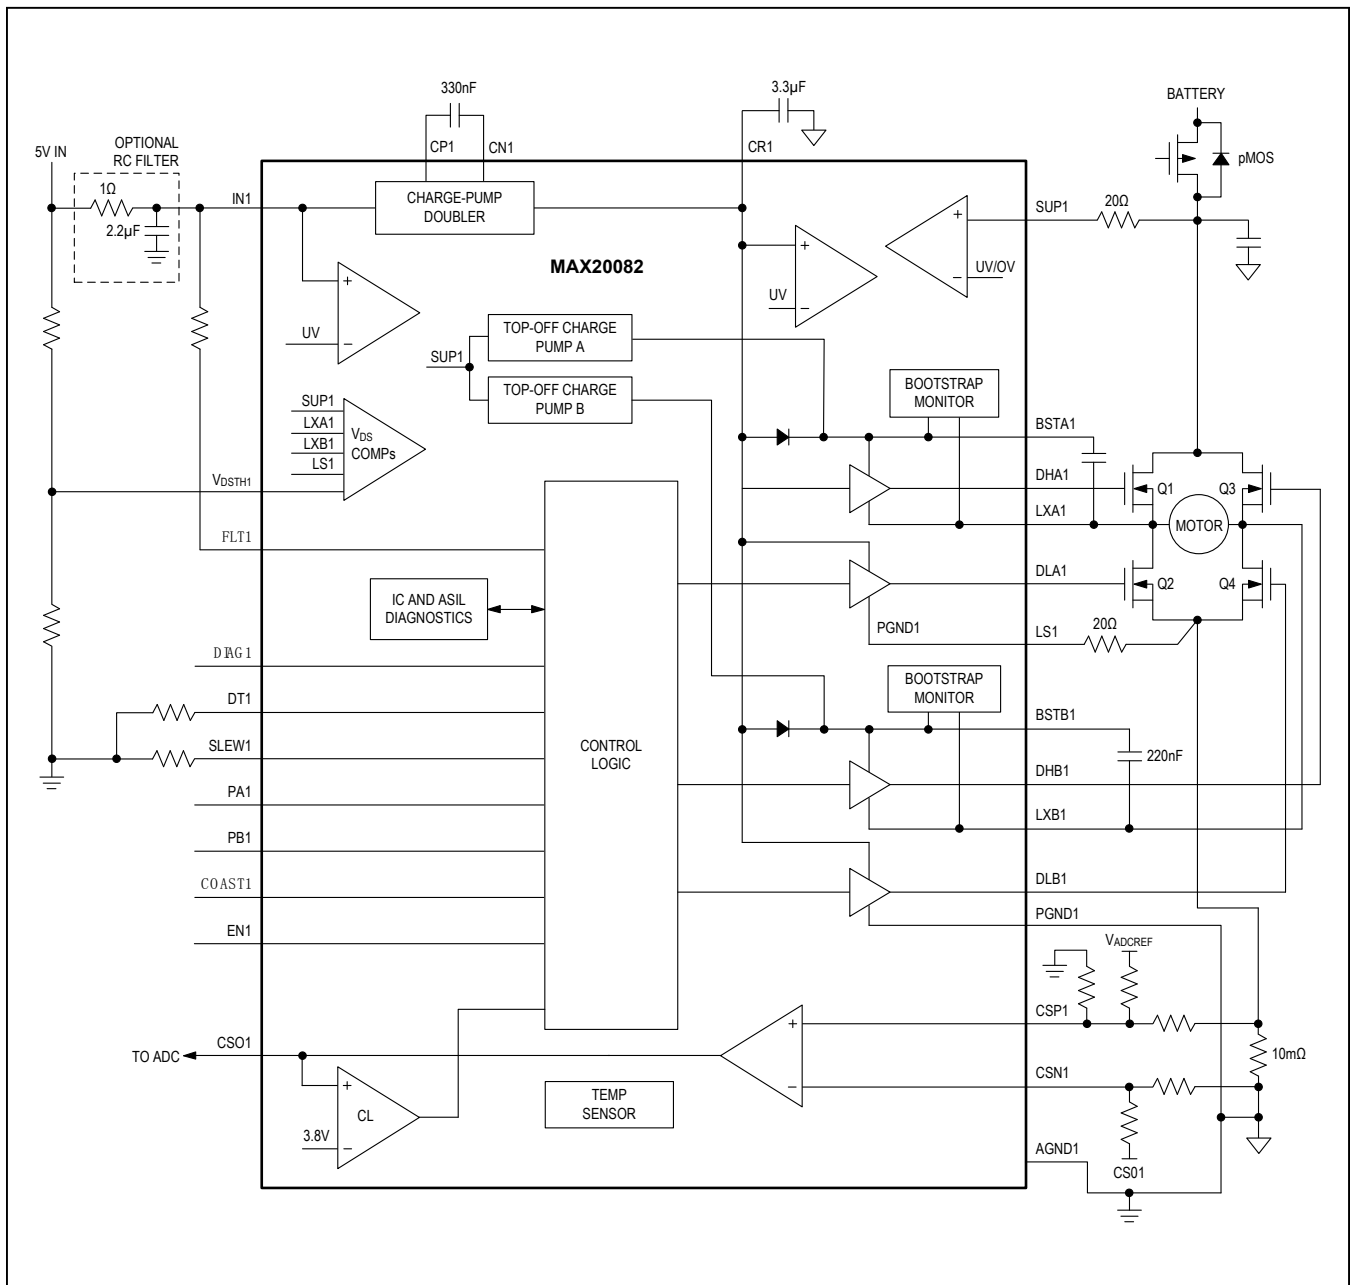 330nF
3.3µF
BATTERY
5V IN
OPTIONAL
RC FILTER
CP1
CN1
CR1
pMOS
1Ω
2.2µF
IN1
CHARGE-PUMP
DOUBLER
SUP1
20Ω
MAX20082
+
−
UV
+
−
UV
+
−
UV/OV
SUP1
TOP-OFF CHARGE
PUMP A
TOP-OFF CHARGE
PUMP B
BOOTSTRAP
MONITOR
SUP1
LXA1
LXB1
LS1
VDS
COMPs
VDSTH1
BSTA1
DHA1
LXA1
Q1
Q3
MOTOR
FLT1
DLA1
Q2
Q4
IC AND ASIL
DIAGNOSTICS
PGND1
LS1
20Ω
DIAG1
DT1
SLEW1
PA1
PB1
COAST1
EN1
CONTROL
LOGIC
BOOTSTRAP
MONITOR
BSTB1
220nF
DHB1
LXB1
DLB1
PGND1
VADCREF
CSP1
+
−
10mΩ
CSN1
TO ADC
CSO1
+
−
CL
3.8V
TEMP
SENSOR
AGND1
CS01